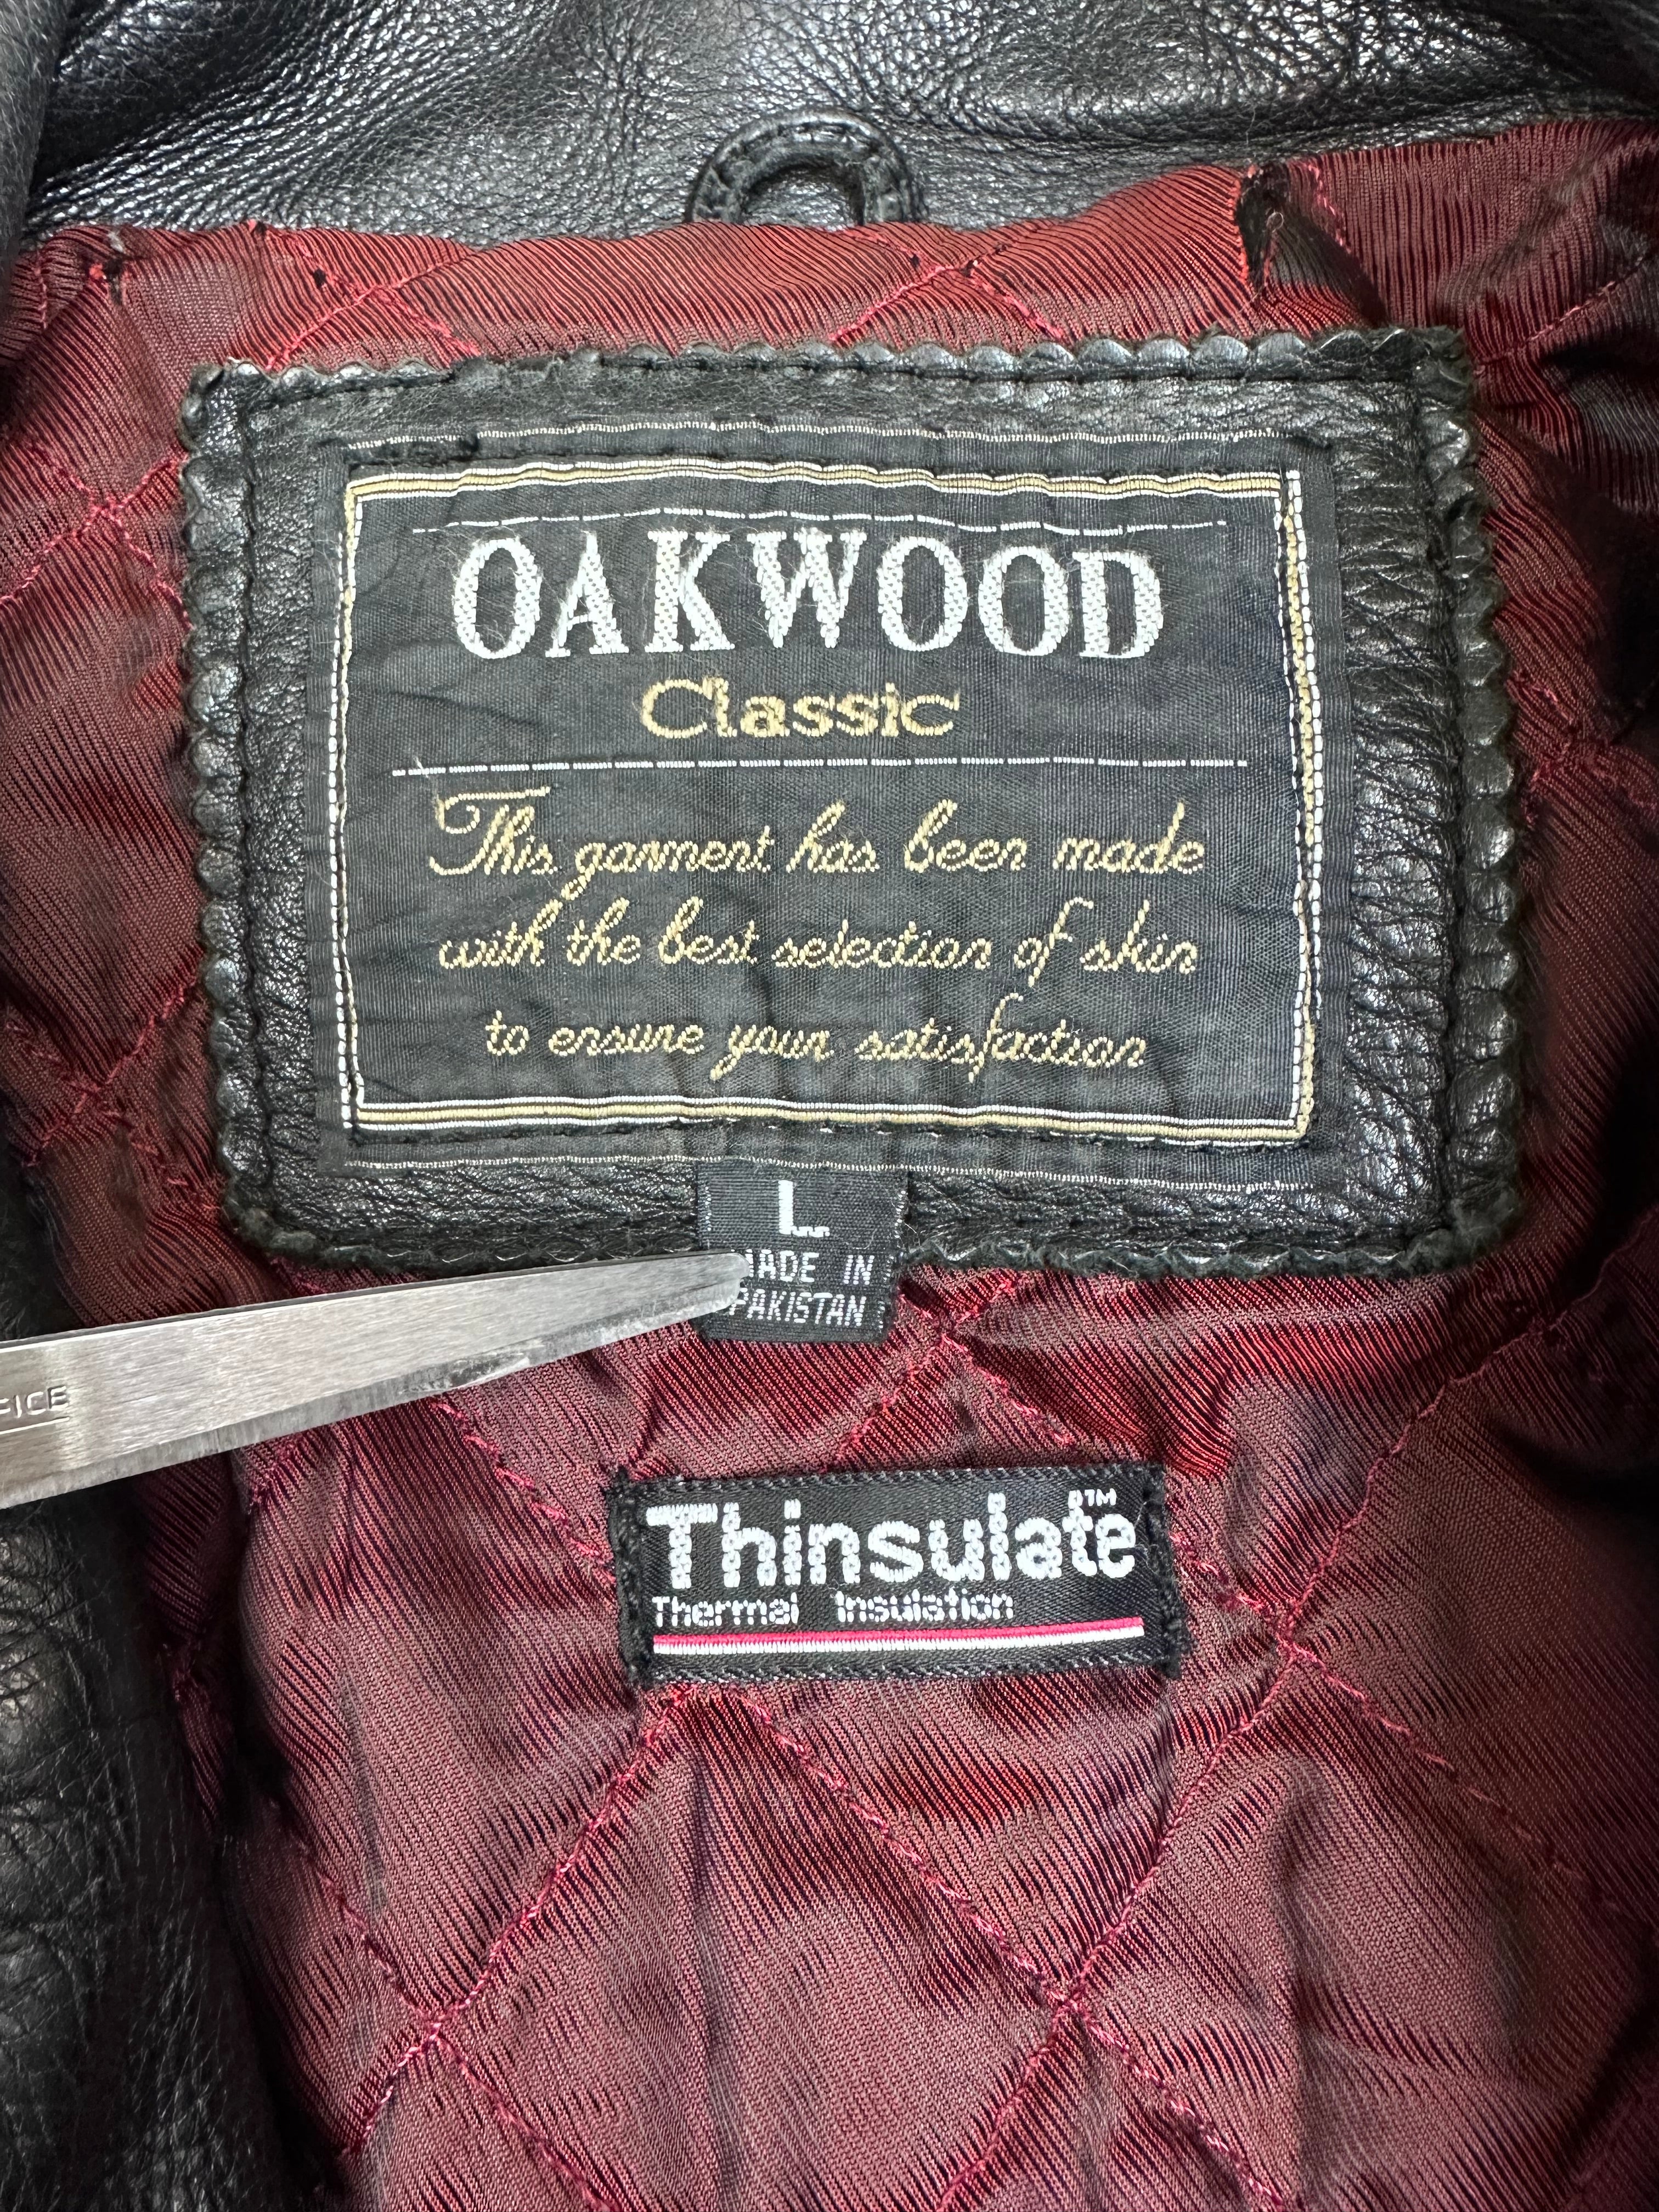 OAKWOOD
Classic
This garment has been made
with the best selection of skin
to ensure your satisfaction
L
MADE IN
PAKISTAN
Thinsulate™
Thermal Insulation